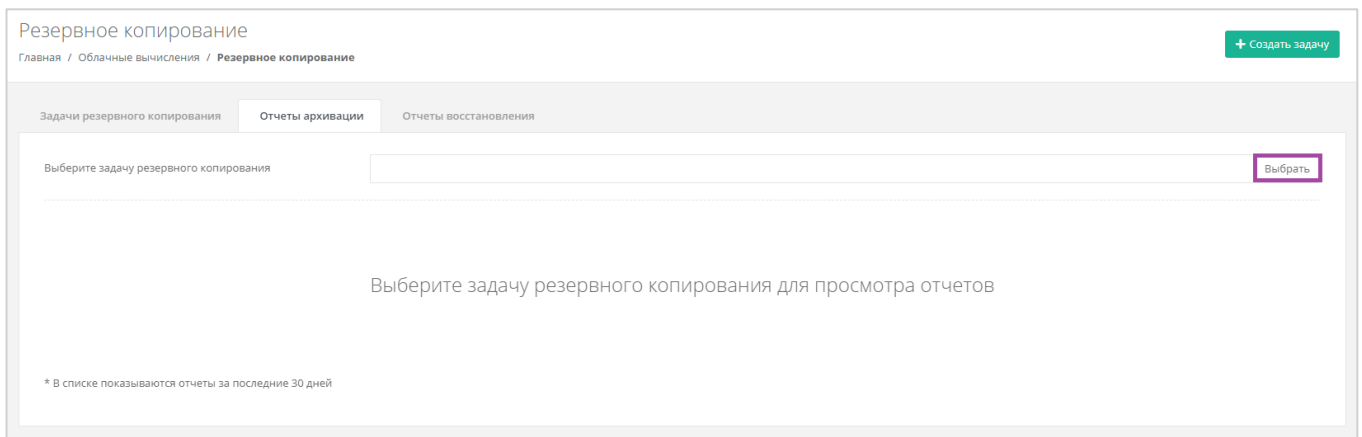 Резервное копирование
Главная / Облачные вычисления / Резервное копирование
+ Создать задачу
Задачи резервного копирования Отчеты архивации Отчеты восстановления
Выберите задачу резервного копирования Выбрать
Выберите задачу резервного копирования для просмотра отчетов
* В списке показываются отчеты за последние 30 дней